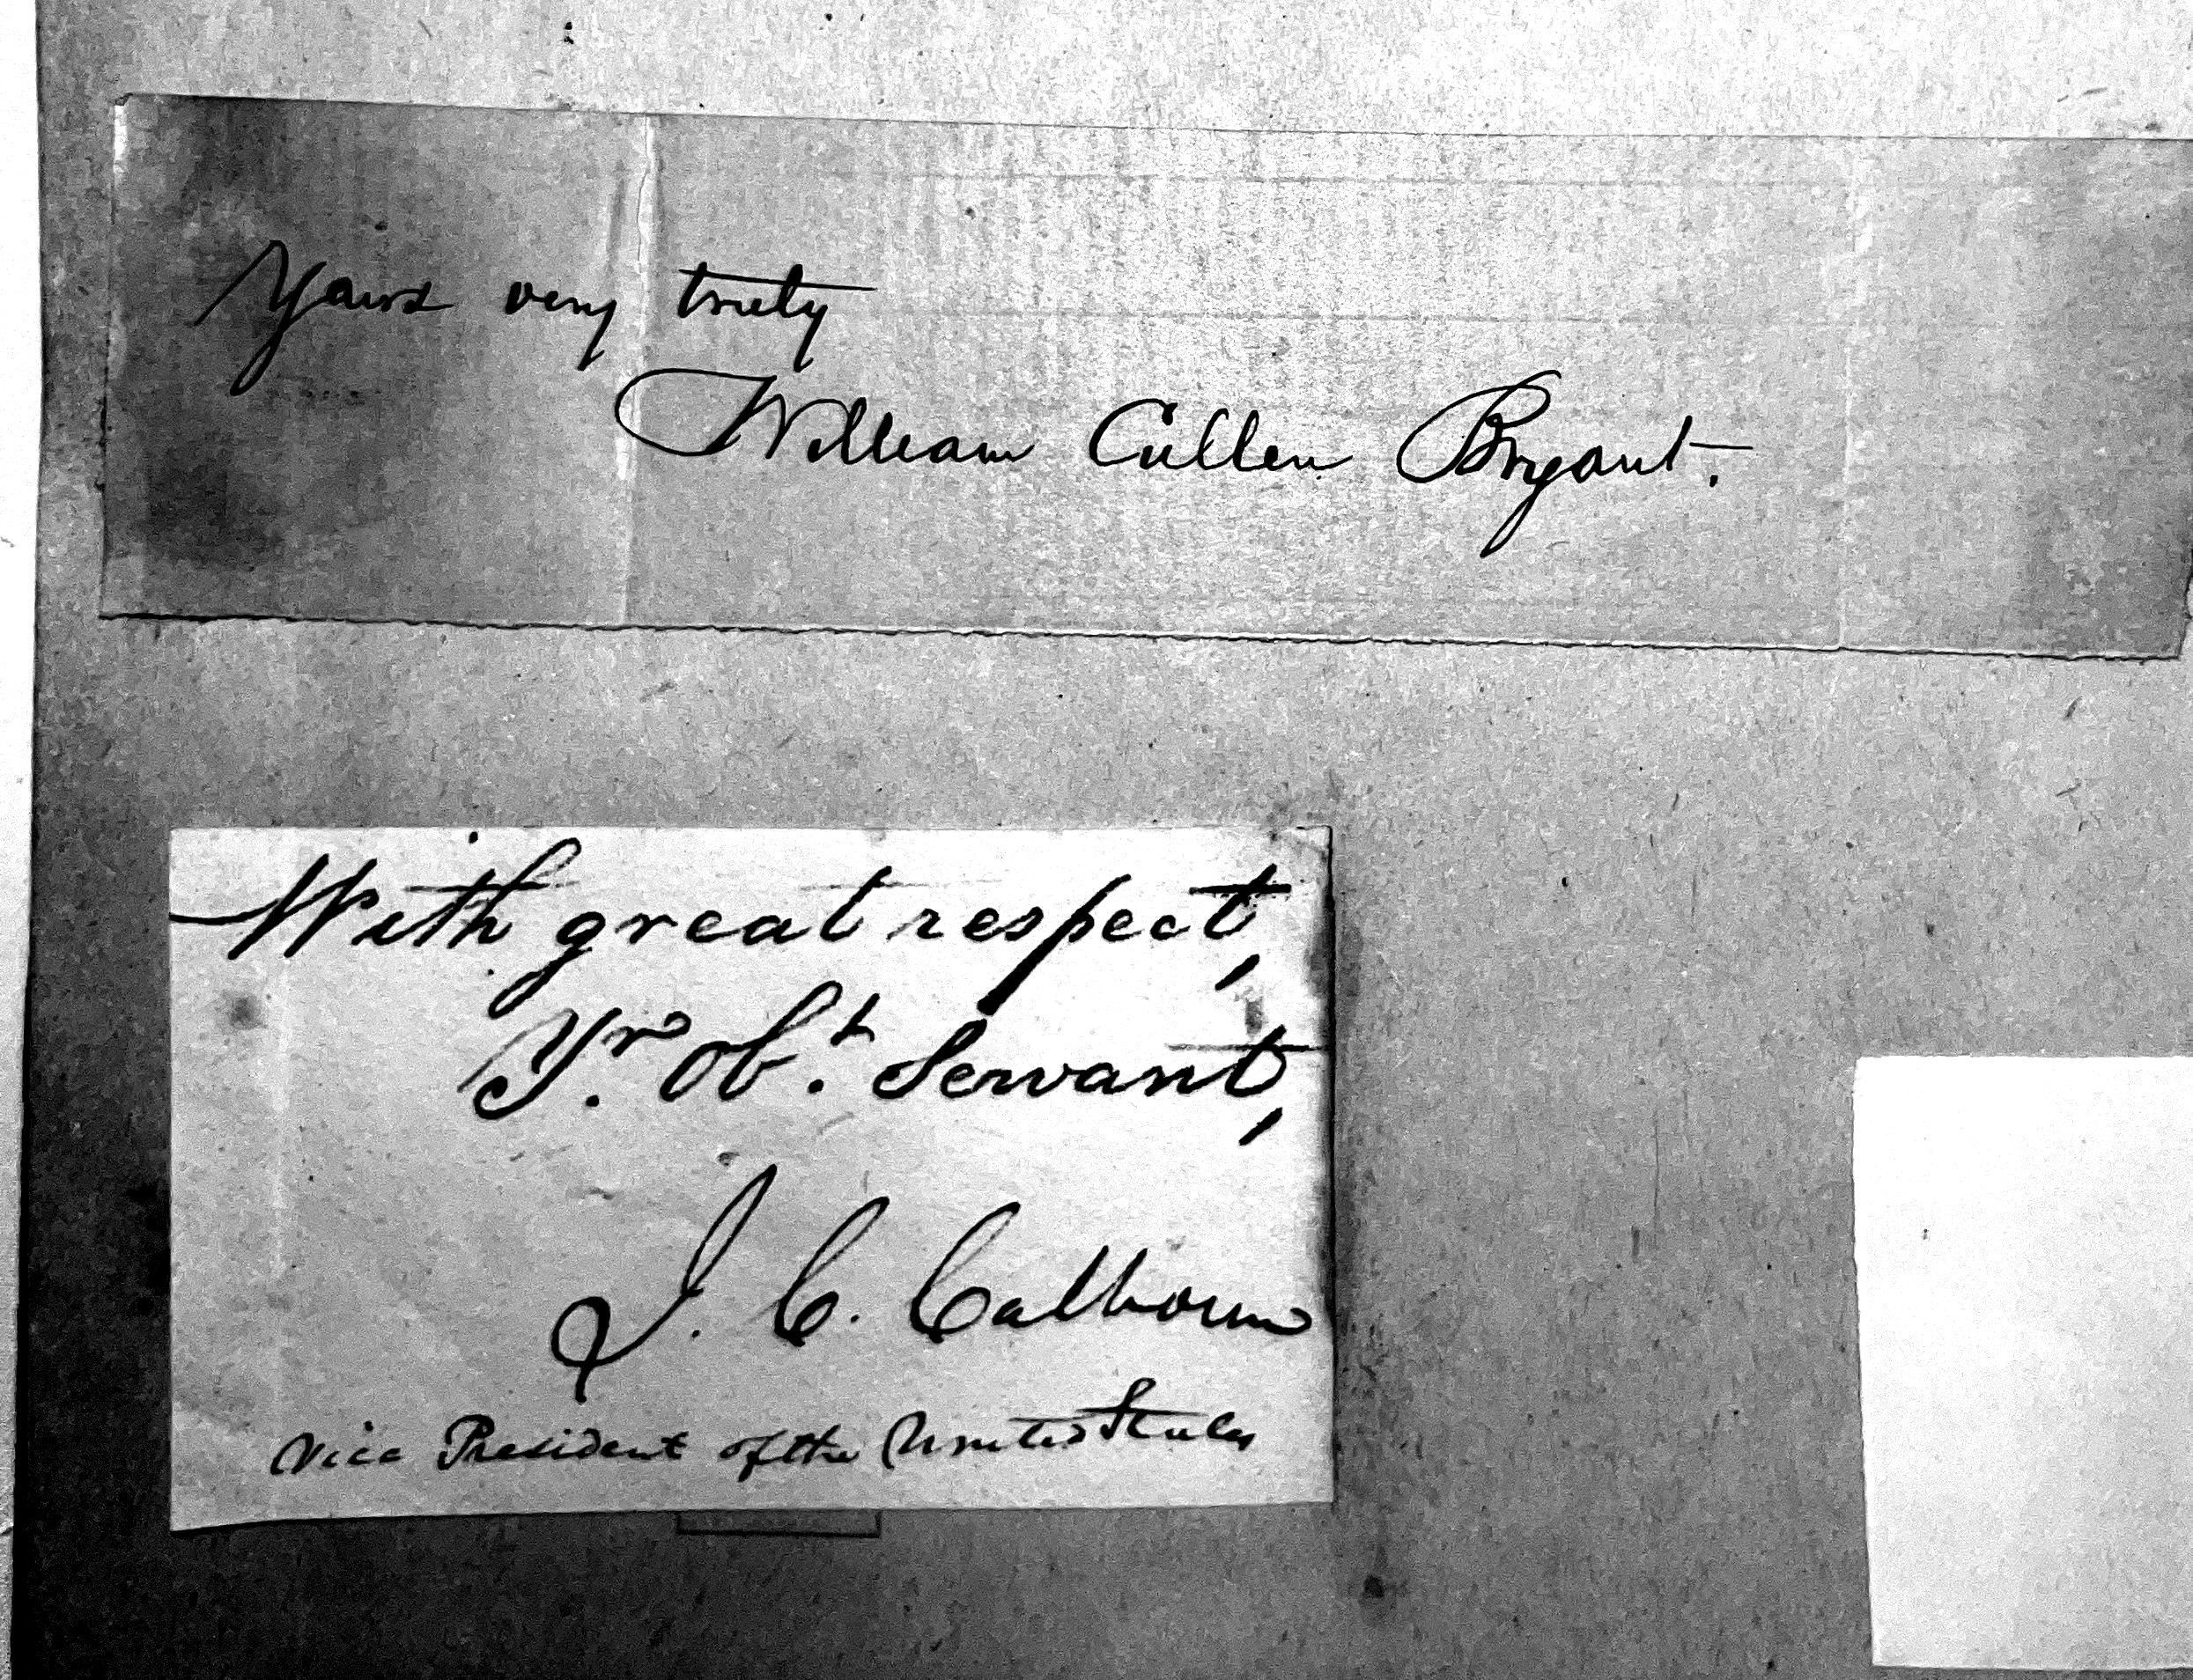 Yours very truly
William Cullen Bryant.
With great respect,
Yr. Obt. Servant,
J. C. Calhoun
Vice President of the United States